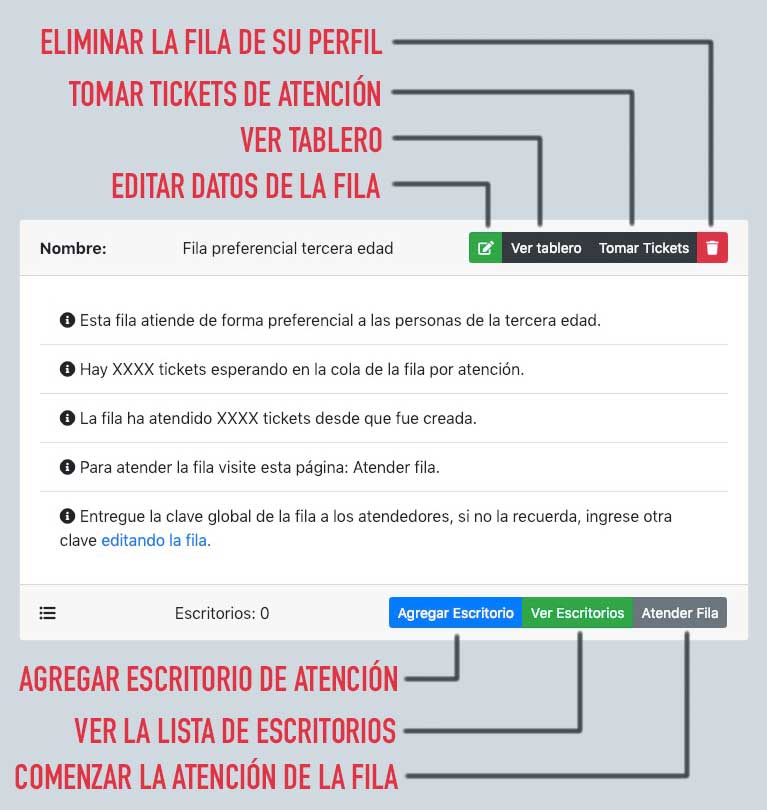 ELIMINAR LA FILA DE SU PERFIL
TOMAR TICKETS DE ATENCIÓN
VER TABLERO
EDITAR DATOS DE LA FILA
Nombre: Fila preferencial tercera edad Ver tablero Tomar Tickets
Esta fila atiende de forma preferencial a las personas de la tercera edad.
Hay XXXX tickets esperando en la cola de la fila por atención.
La fila ha atendido XXXX tickets desde que fue creada.
Para atender la fila visite esta página: Atender fila.
Entregue la clave global de la fila a los atendedores, si no la recuerda, ingrese otra
clave editando la fila.
Escritorios: 0 Agregar Escritorio Ver Escritorios Atender Fila
AGREGAR ESCRITORIO DE ATENCIÓN
VER LA LISTA DE ESCRITORIOS
COMENZAR LA ATENCIÓN DE LA FILA